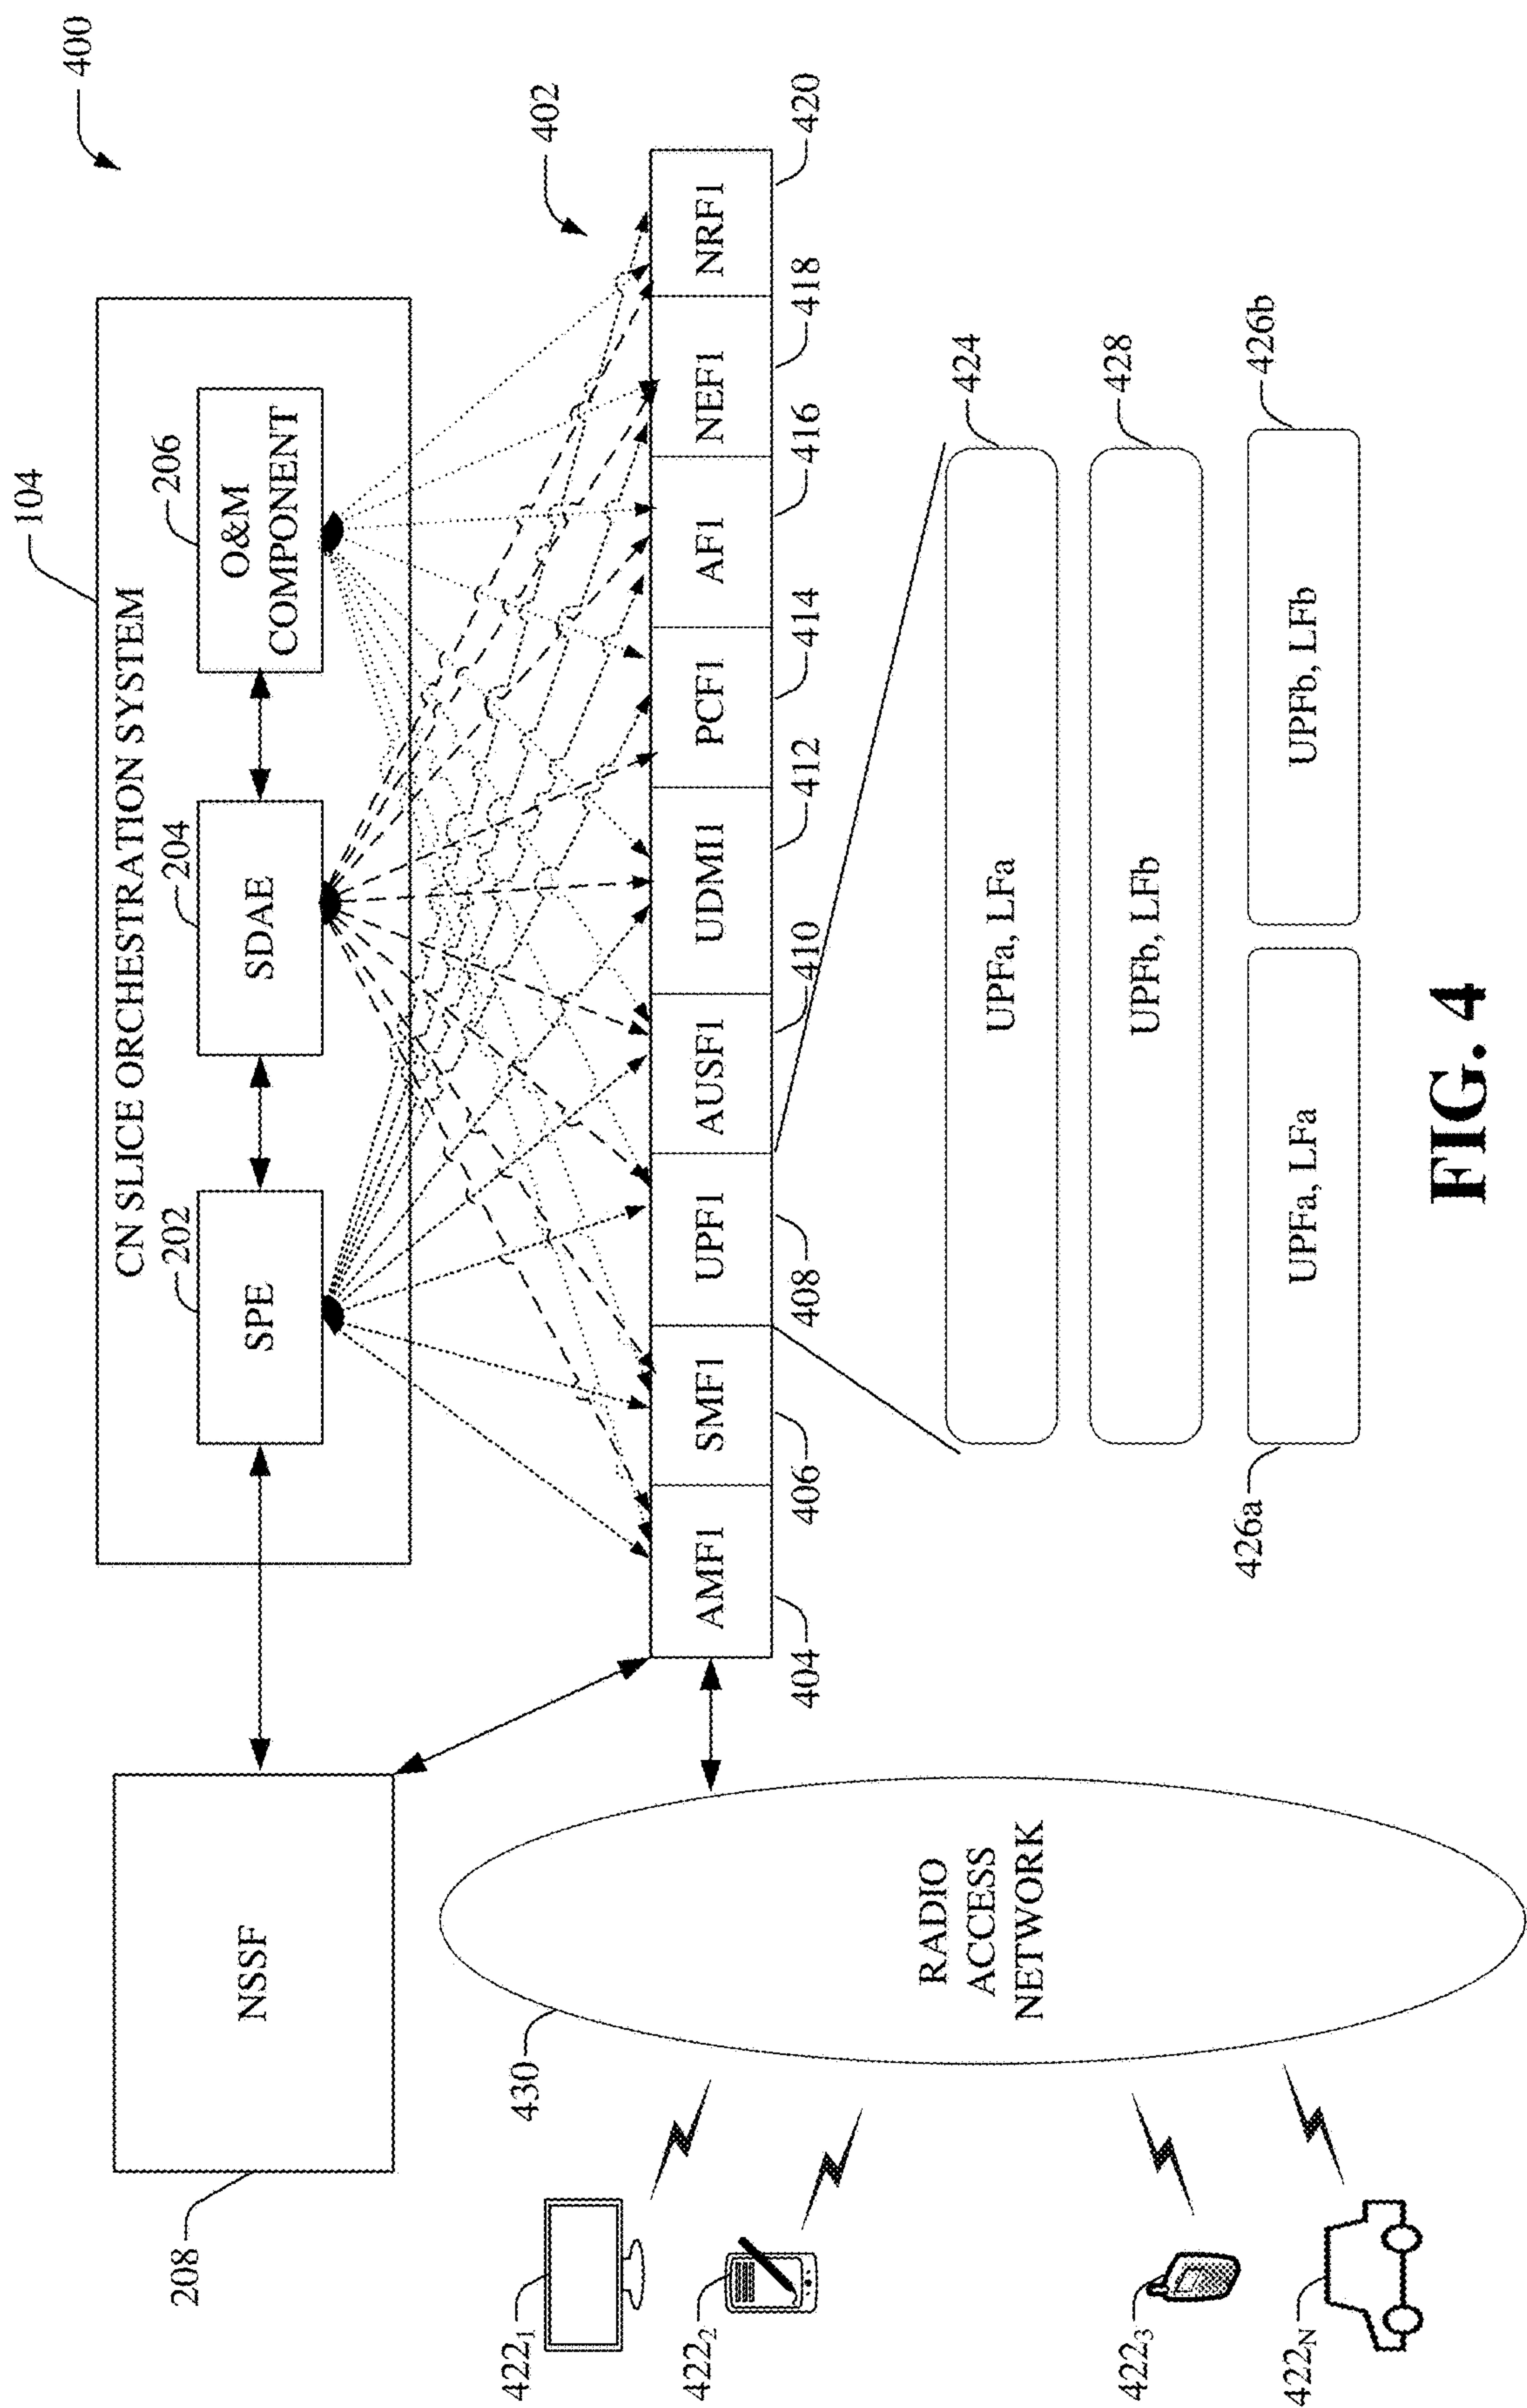 400
104
CN SLICE ORCHESTRATION SYSTEM
202
204
206
SPE
SDAE
O&M
COMPONENT
NSSF
208
402
AMF1
SMF1
UPF1
AUSF1
UDMI1
PCF1
AF1
NEF1
NRF1
404
406
408
410
412
414
416
418
420
430
RADIO
ACCESS
NETWORK
422₁
422₂
422₃
422N
UPFa, LFa
424
UPFb, LFb
428
426a
UPFa, LFa
UPFb, LFb
426b
FIG. 4